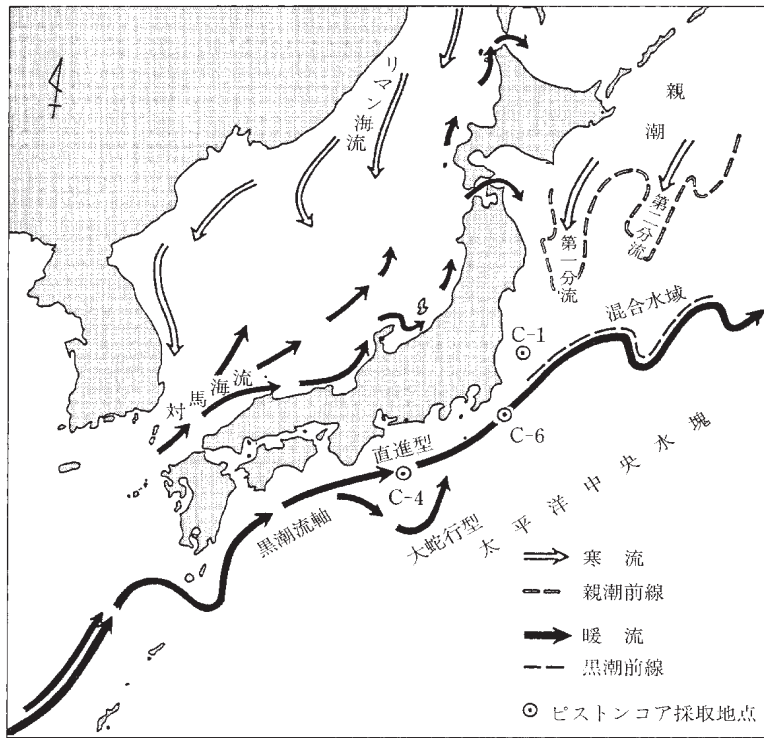 リマン海流
親潮
第二分流
第一分流
混合水域
C-1
対馬海流
直進型
C-6
C-4
黒潮流軸
大蛇行型
太平洋中央水塊
寒流
親潮前線
暖流
黒潮前線
ピストンコア採取地点